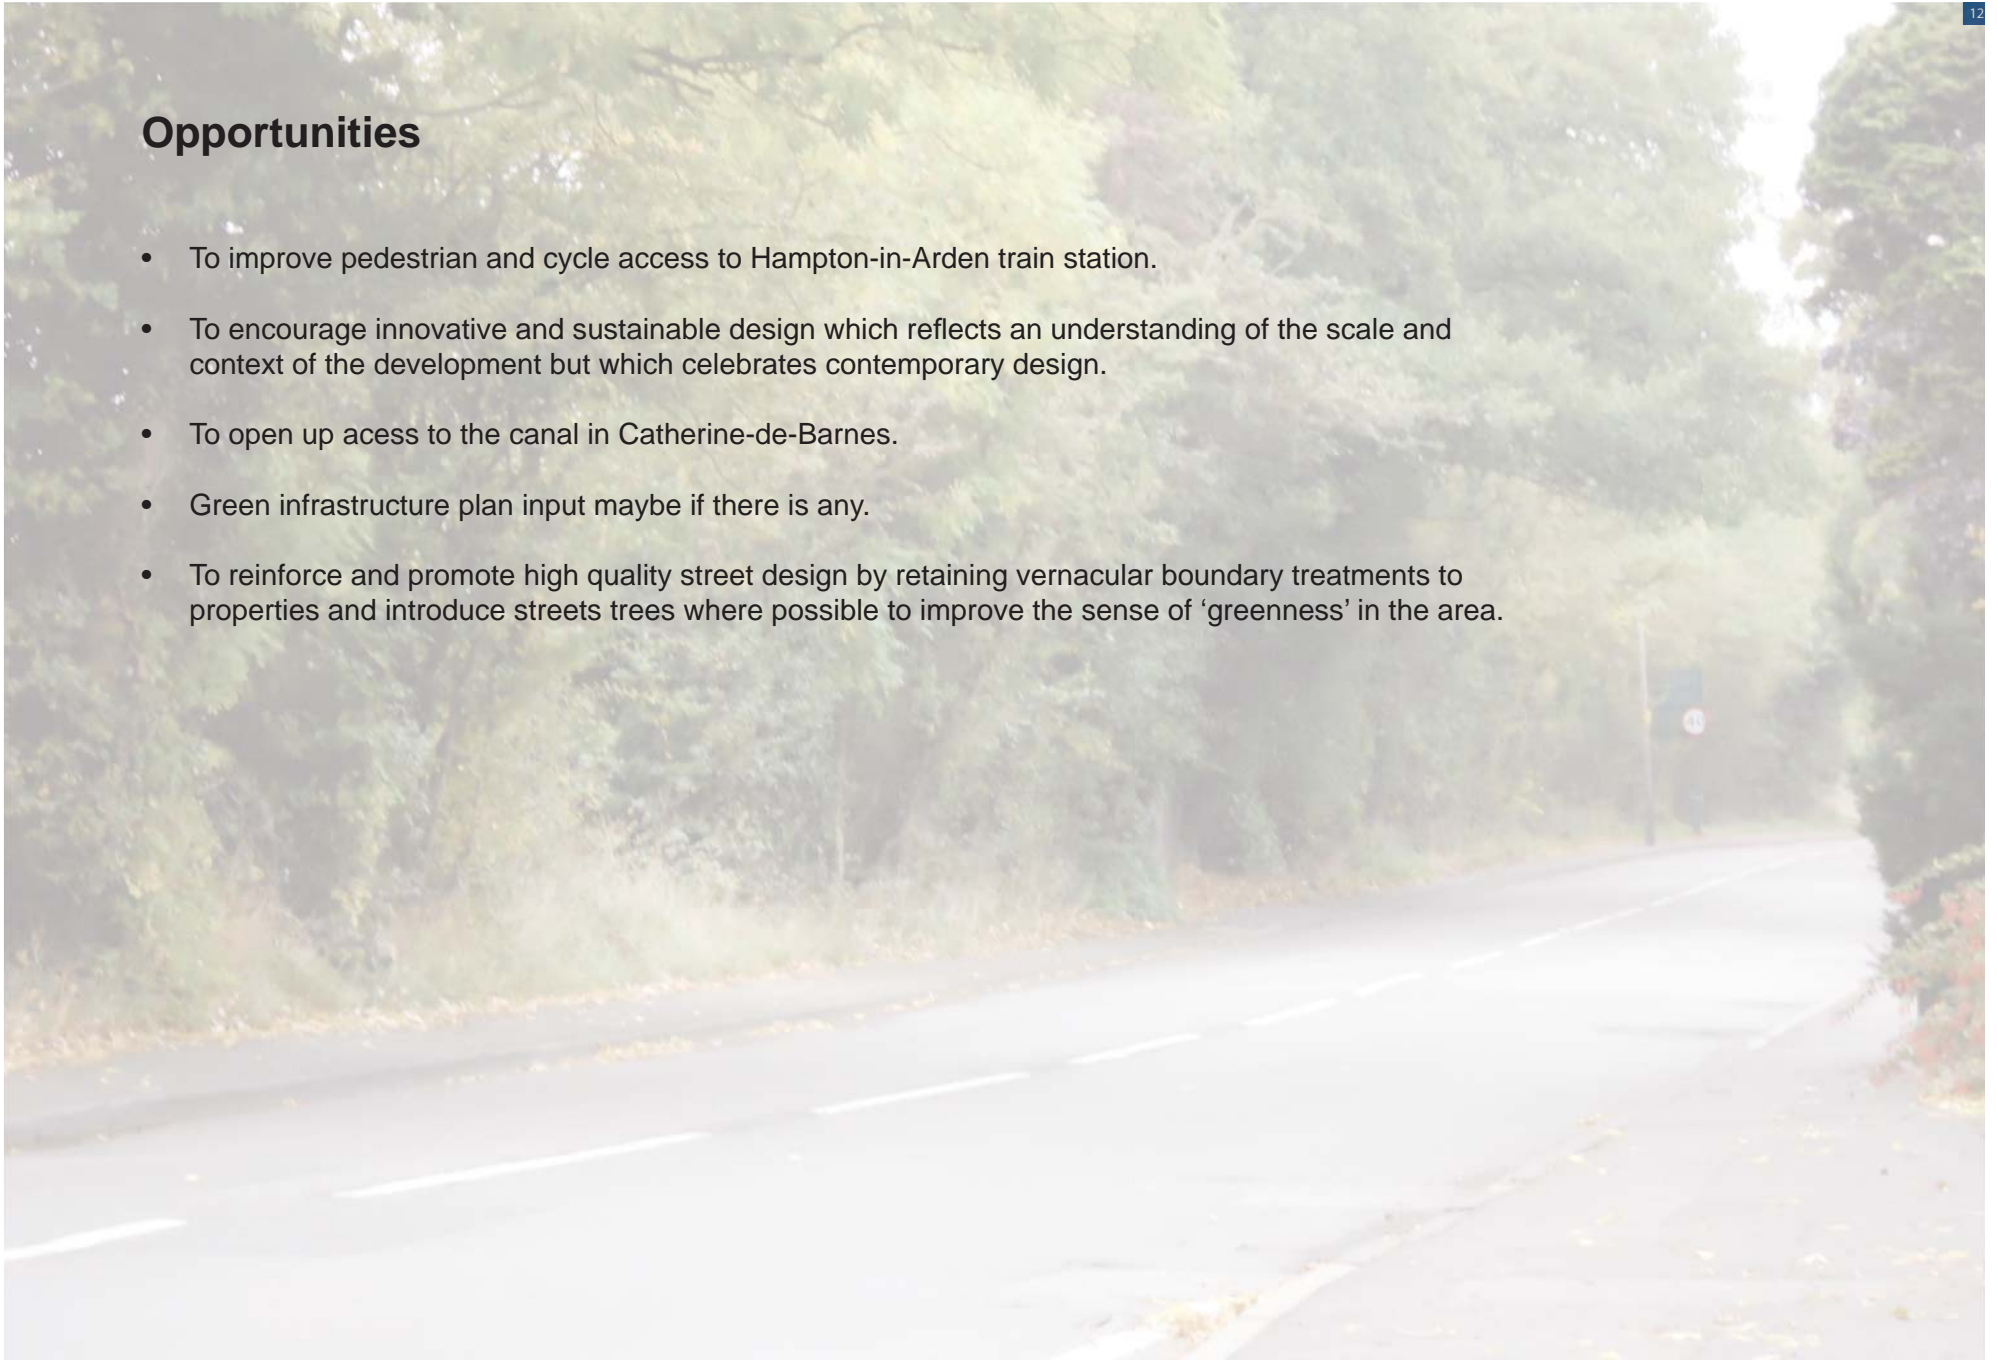 12
Opportunities
• To improve pedestrian and cycle access to Hampton-in-Arden train station.
• To encourage innovative and sustainable design which reflects an understanding of the scale and
context of the development but which celebrates contemporary design.
• To open up acess to the canal in Catherine-de-Barnes.
• Green infrastructure plan input maybe if there is any.
• To reinforce and promote high quality street design by retaining vernacular boundary treatments to
properties and introduce streets trees where possible to improve the sense of ‘greenness’ in the area.